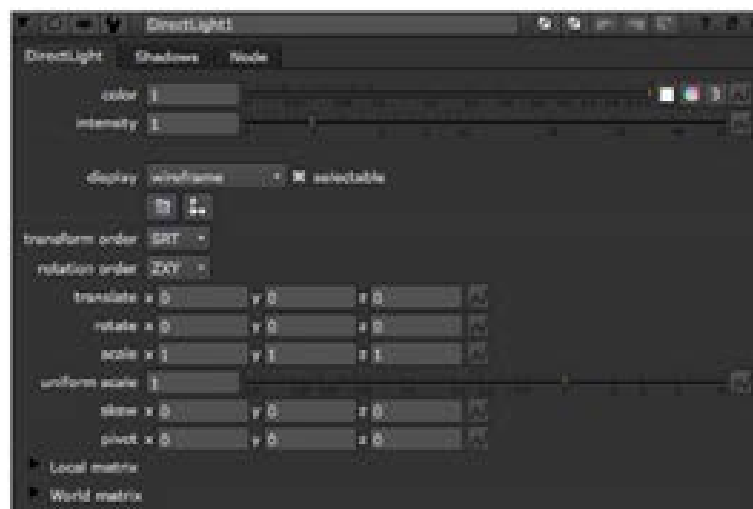 DirectLight1
DirectLight Shadows Node
color 1
intensity 1
display wireframe selectable
transform order SRT
rotation order ZXY
translate x 0 y 0 z 0
rotate x 0 y 0 z 0
scale x 1 y 1 z 1
uniform scale 1
skew x 0 y 0 z 0
pivot x 0 y 0 z 0
Local matrix
World matrix